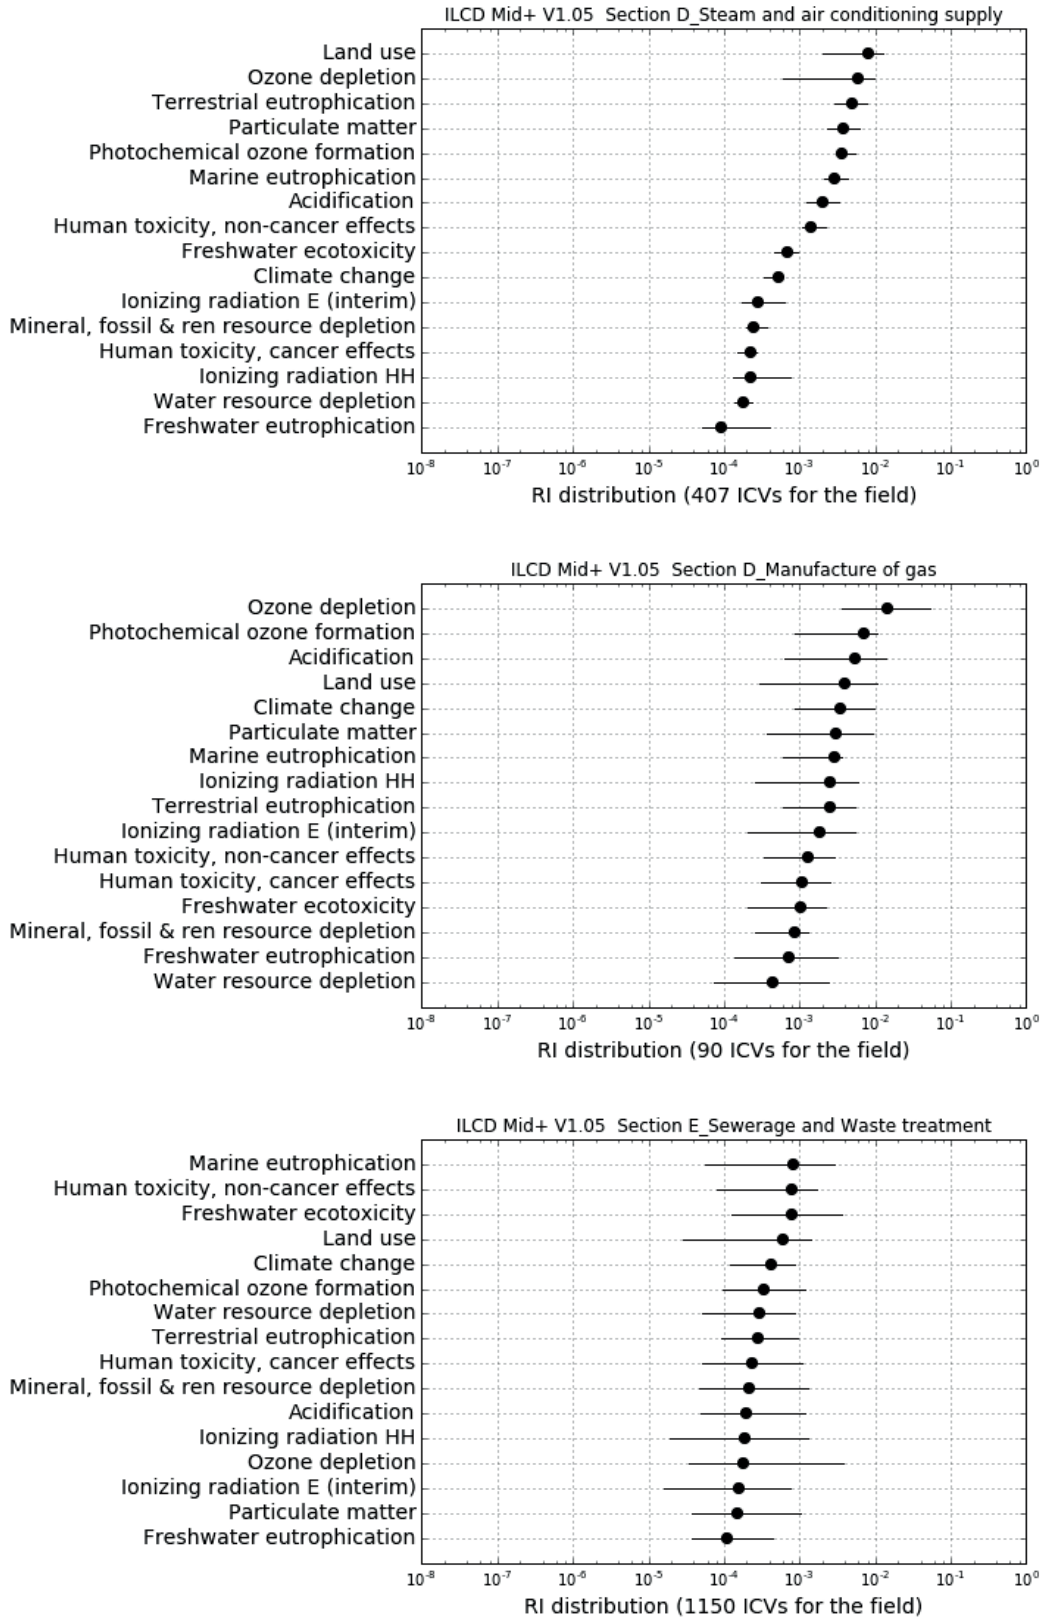 ILCD Mid+ V1.05  Section D_Steam and air conditioning supply
Land use
Ozone depletion
Terrestrial eutrophication
Particulate matter
Photochemical ozone formation
Marine eutrophication
Acidification
Human toxicity, non-cancer effects
Freshwater ecotoxicity
Climate change
Ionizing radiation E (interim)
Mineral, fossil & ren resource depletion
Human toxicity, cancer effects
Ionizing radiation HH
Water resource depletion
Freshwater eutrophication
10⁻⁸ 10⁻⁷ 10⁻⁶ 10⁻⁵ 10⁻⁴ 10⁻³ 10⁻² 10⁻¹ 10⁰
RI distribution (407 ICVs for the field)
ILCD Mid+ V1.05  Section D_Manufacture of gas
Ozone depletion
Photochemical ozone formation
Acidification
Land use
Climate change
Particulate matter
Marine eutrophication
Ionizing radiation HH
Terrestrial eutrophication
Ionizing radiation E (interim)
Human toxicity, non-cancer effects
Human toxicity, cancer effects
Freshwater ecotoxicity
Mineral, fossil & ren resource depletion
Freshwater eutrophication
Water resource depletion
10⁻⁸ 10⁻⁷ 10⁻⁶ 10⁻⁵ 10⁻⁴ 10⁻³ 10⁻² 10⁻¹ 10⁰
RI distribution (90 ICVs for the field)
ILCD Mid+ V1.05  Section E_Sewerage and Waste treatment
Marine eutrophication
Human toxicity, non-cancer effects
Freshwater ecotoxicity
Land use
Climate change
Photochemical ozone formation
Water resource depletion
Terrestrial eutrophication
Human toxicity, cancer effects
Mineral, fossil & ren resource depletion
Acidification
Ionizing radiation HH
Ozone depletion
Ionizing radiation E (interim)
Particulate matter
Freshwater eutrophication
10⁻⁸ 10⁻⁷ 10⁻⁶ 10⁻⁵ 10⁻⁴ 10⁻³ 10⁻² 10⁻¹ 10⁰
RI distribution (1150 ICVs for the field)